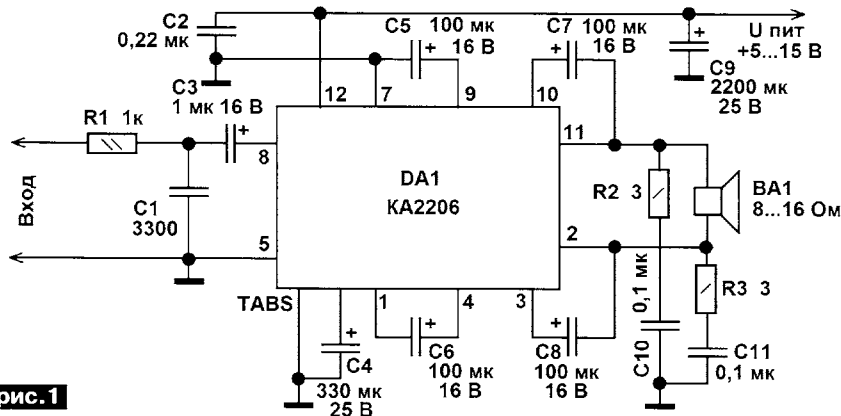 C2
0,22 мк
C5
100 мк
16 В
C7
100 мк
16 В
U пит
+5...15 В
C9
2200 мк
25 В
C3
1 мк 16 В
R1 1к
12
7
9
10
8
11
DA1
KA2206
R2 3
BA1
8...16 Ом
Вход
C1
3300
5
2
TABS
1
4
3
R3 3
0,1 мк
C10
C11
0,1 мк
C4
330 мк
25 В
C6
100 мк
16 В
C8
100 мк
16 В
рис.1